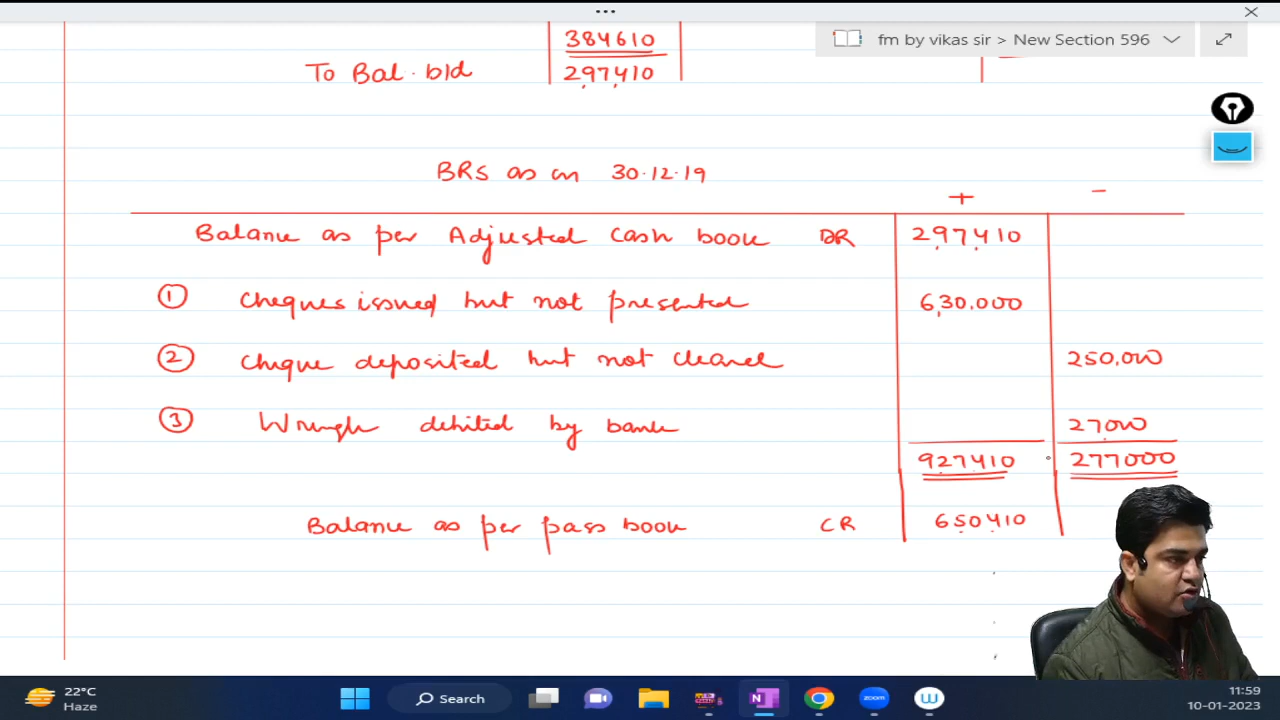 384610
fm by vikas sir > New Section 596
To Bal. b/d 297410
BRS as on 30.12.19
+ -
Balance as per Adjusted Cash book DR 297410
1 Cheques issued but not presented 6,30,000
2 Cheque deposited but not cleared 250,000
3 Wrongly debited by bank 27000
927410 277000
Balance as per pass book CR 650410
22°C
Haze
Search
zoom
W
11:59
10-01-2023